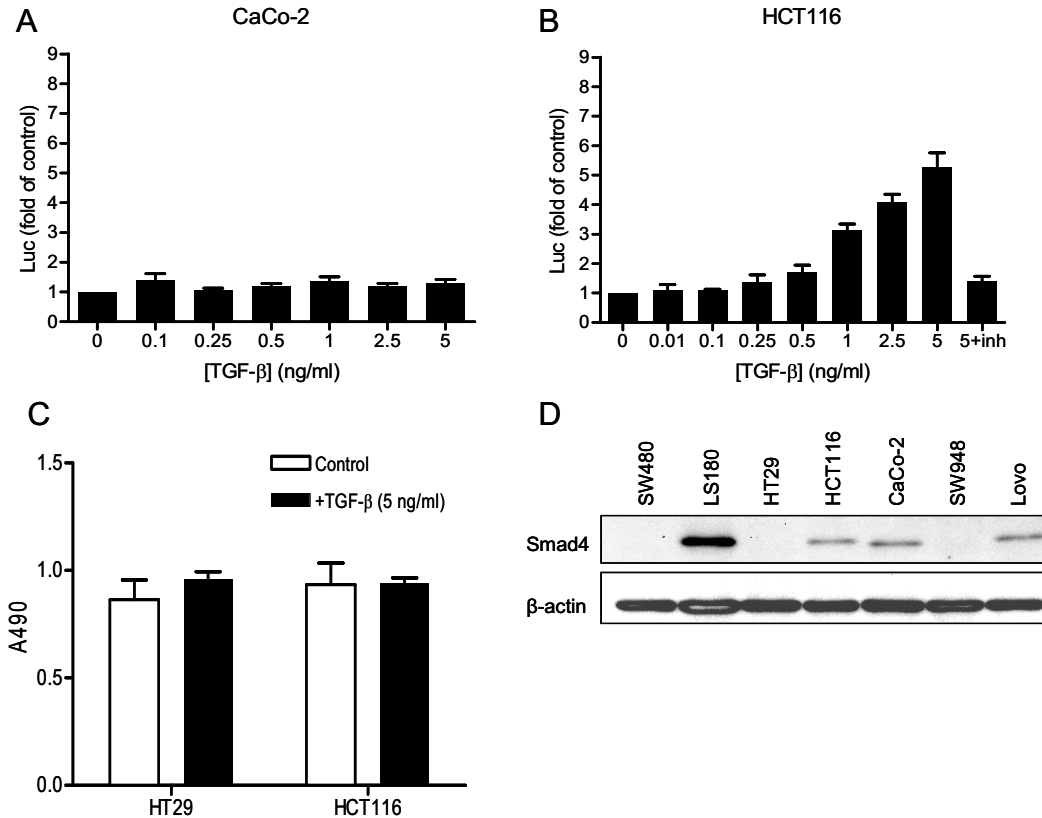 A
CaCo-2
Luc (fold of control)
9
8
7
6
5
4
3
2
1
0
0 0.1 0.25 0.5 1 2.5 5
[TGF-β] (ng/ml)
B
HCT116
Luc (fold of control)
9
8
7
6
5
4
3
2
1
0
0 0.01 0.1 0.25 0.5 1 2.5 5 5+inh
[TGF-β] (ng/ml)
C
Control
+TGF-β (5 ng/ml)
A490
1.5
1.0
0.5
0.0
HT29 HCT116
D
SW480
LS180
HT29
HCT116
CaCo-2
SW948
Lovo
Smad4
β-actin